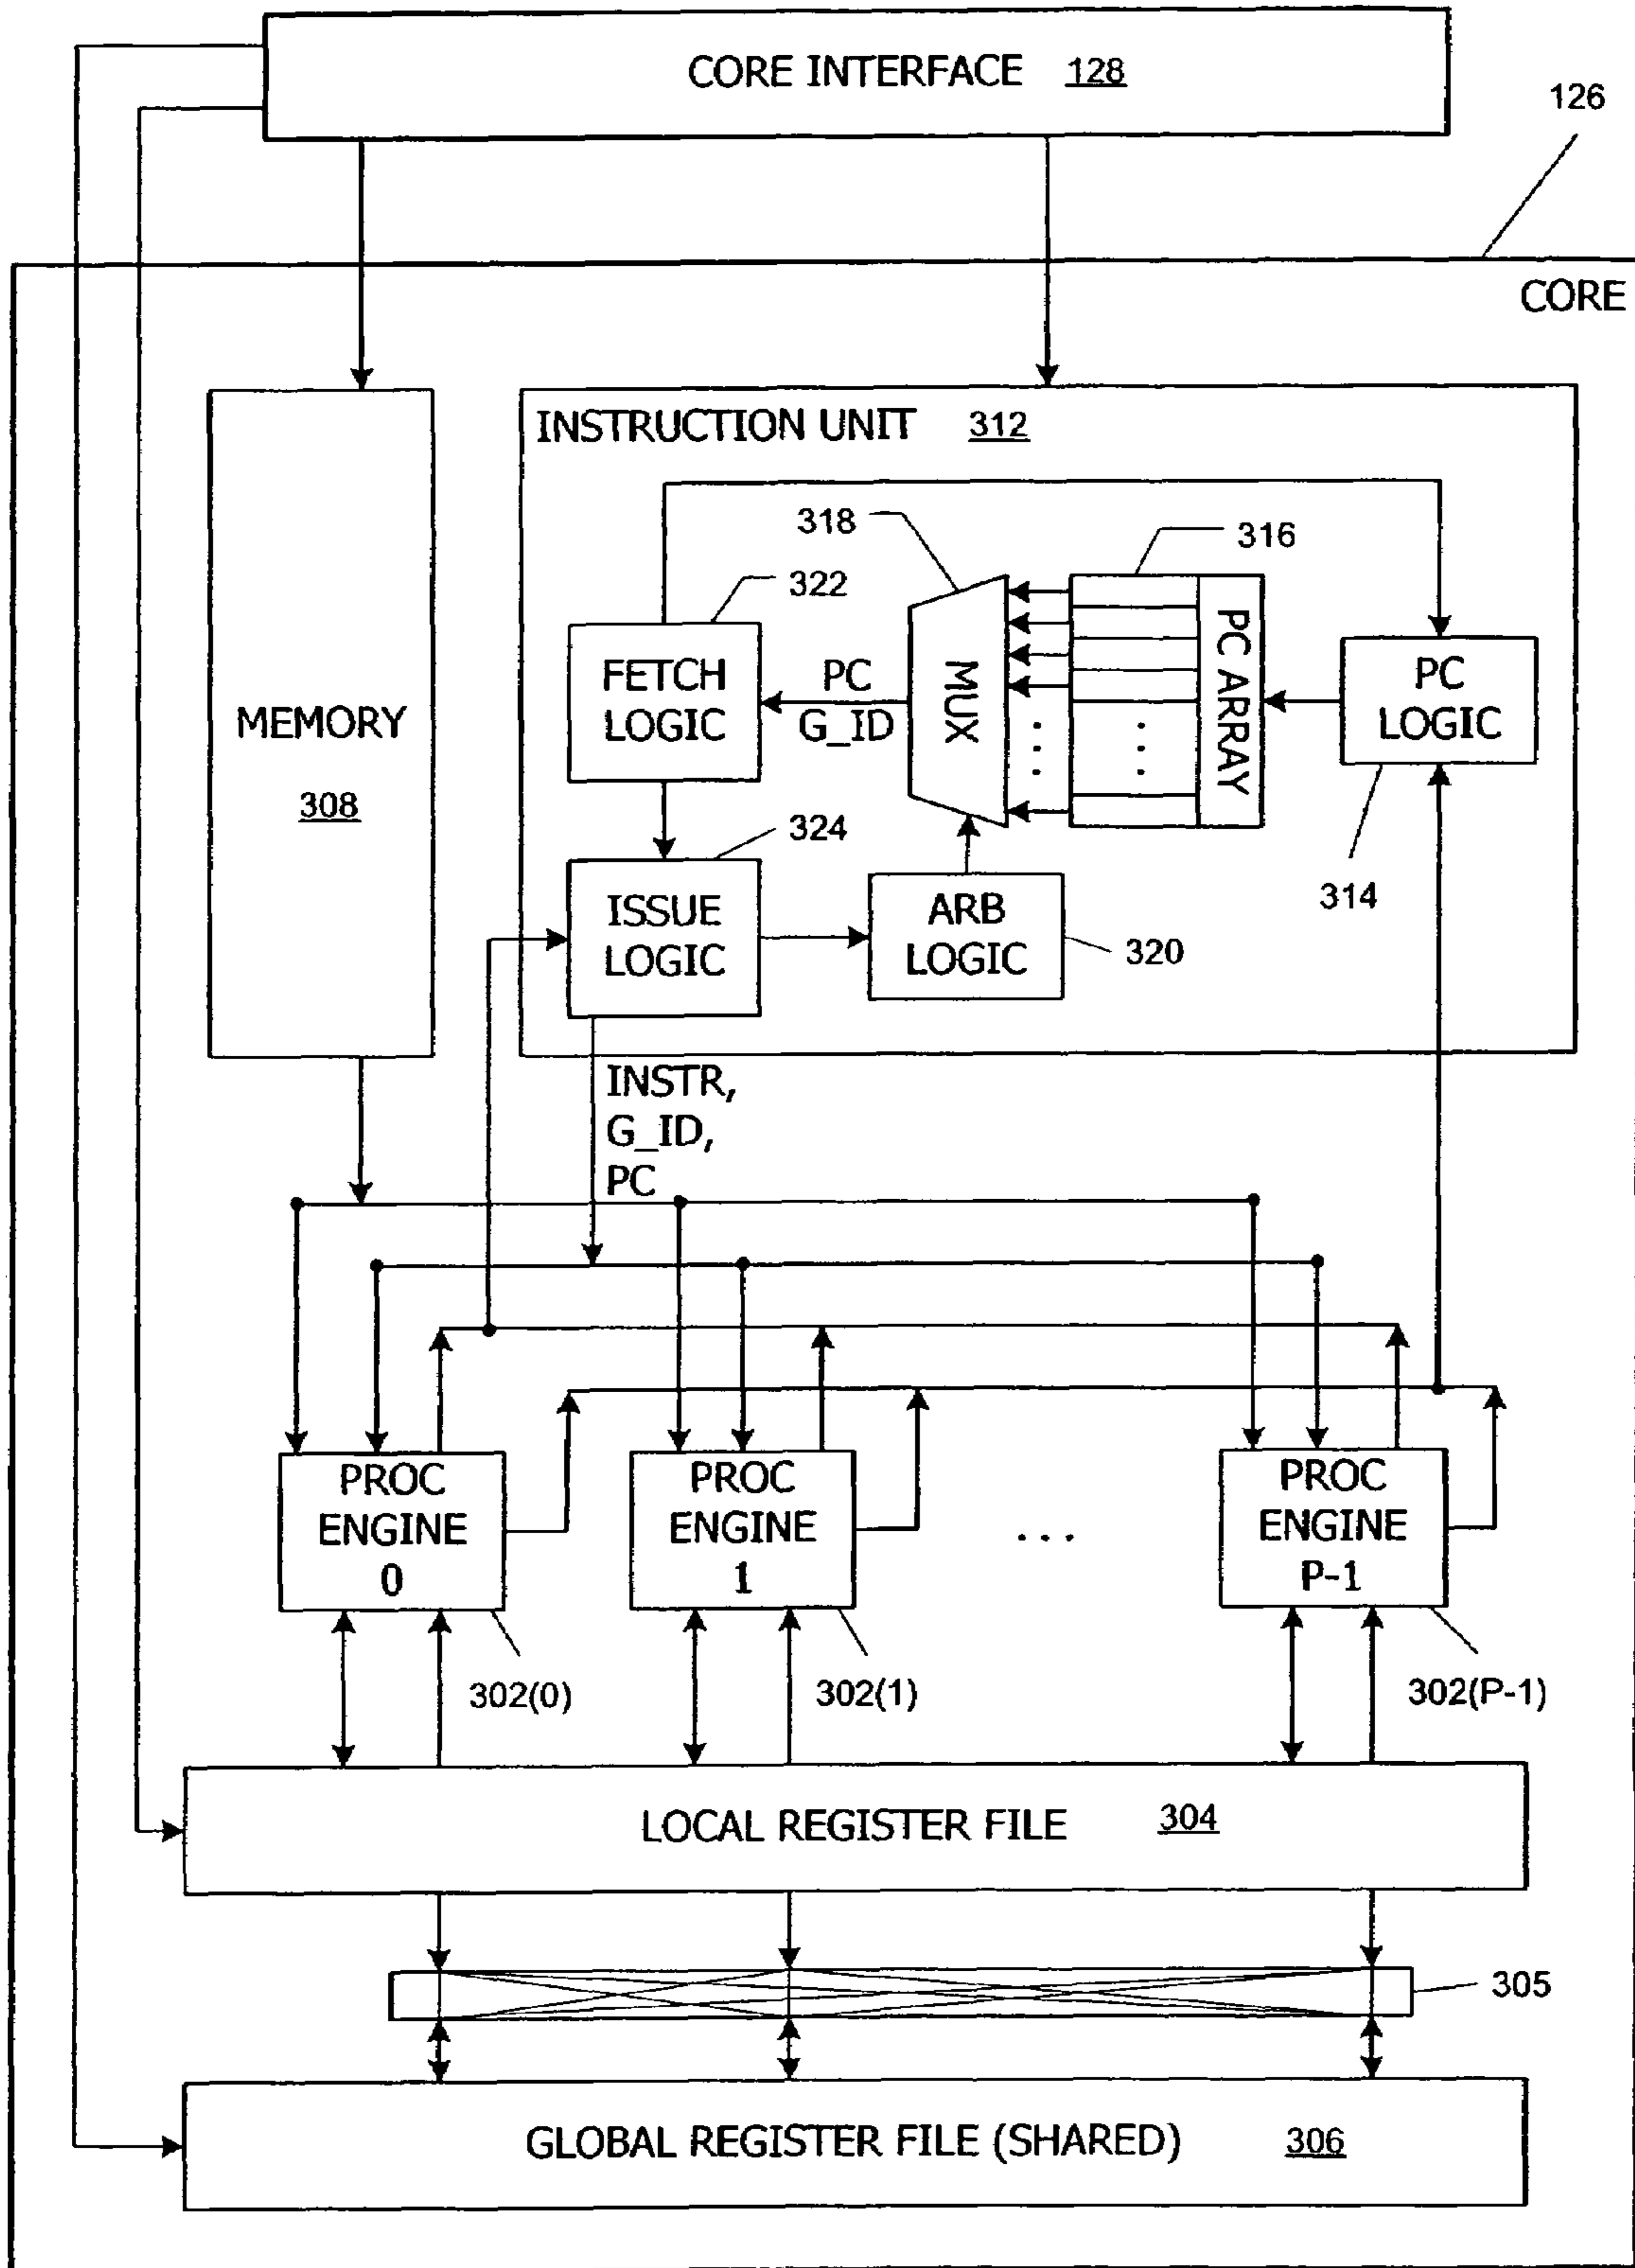 CORE INTERFACE 128
126
CORE
INSTRUCTION UNIT 312
318
316
322
FETCH
LOGIC
PC
G_ID
MUX
PC ARRAY
PC
LOGIC
314
MEMORY
308
324
ISSUE
LOGIC
ARB
LOGIC
320
INSTR,
G_ID,
PC
PROC
ENGINE
0
PROC
ENGINE
1
...
PROC
ENGINE
P-1
302(0)
302(1)
302(P-1)
LOCAL REGISTER FILE 304
305
GLOBAL REGISTER FILE (SHARED) 306